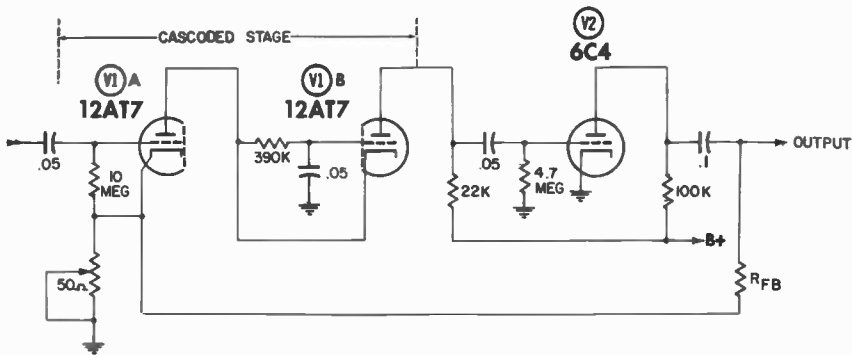 CASCODED STAGE
V1 A
12AT7
V1 B
12AT7
V2
6C4
.05
10
MEG
50Ω
390K
.05
22K
.05
4.7
MEG
100K
.1
OUTPUT
B+
RFB